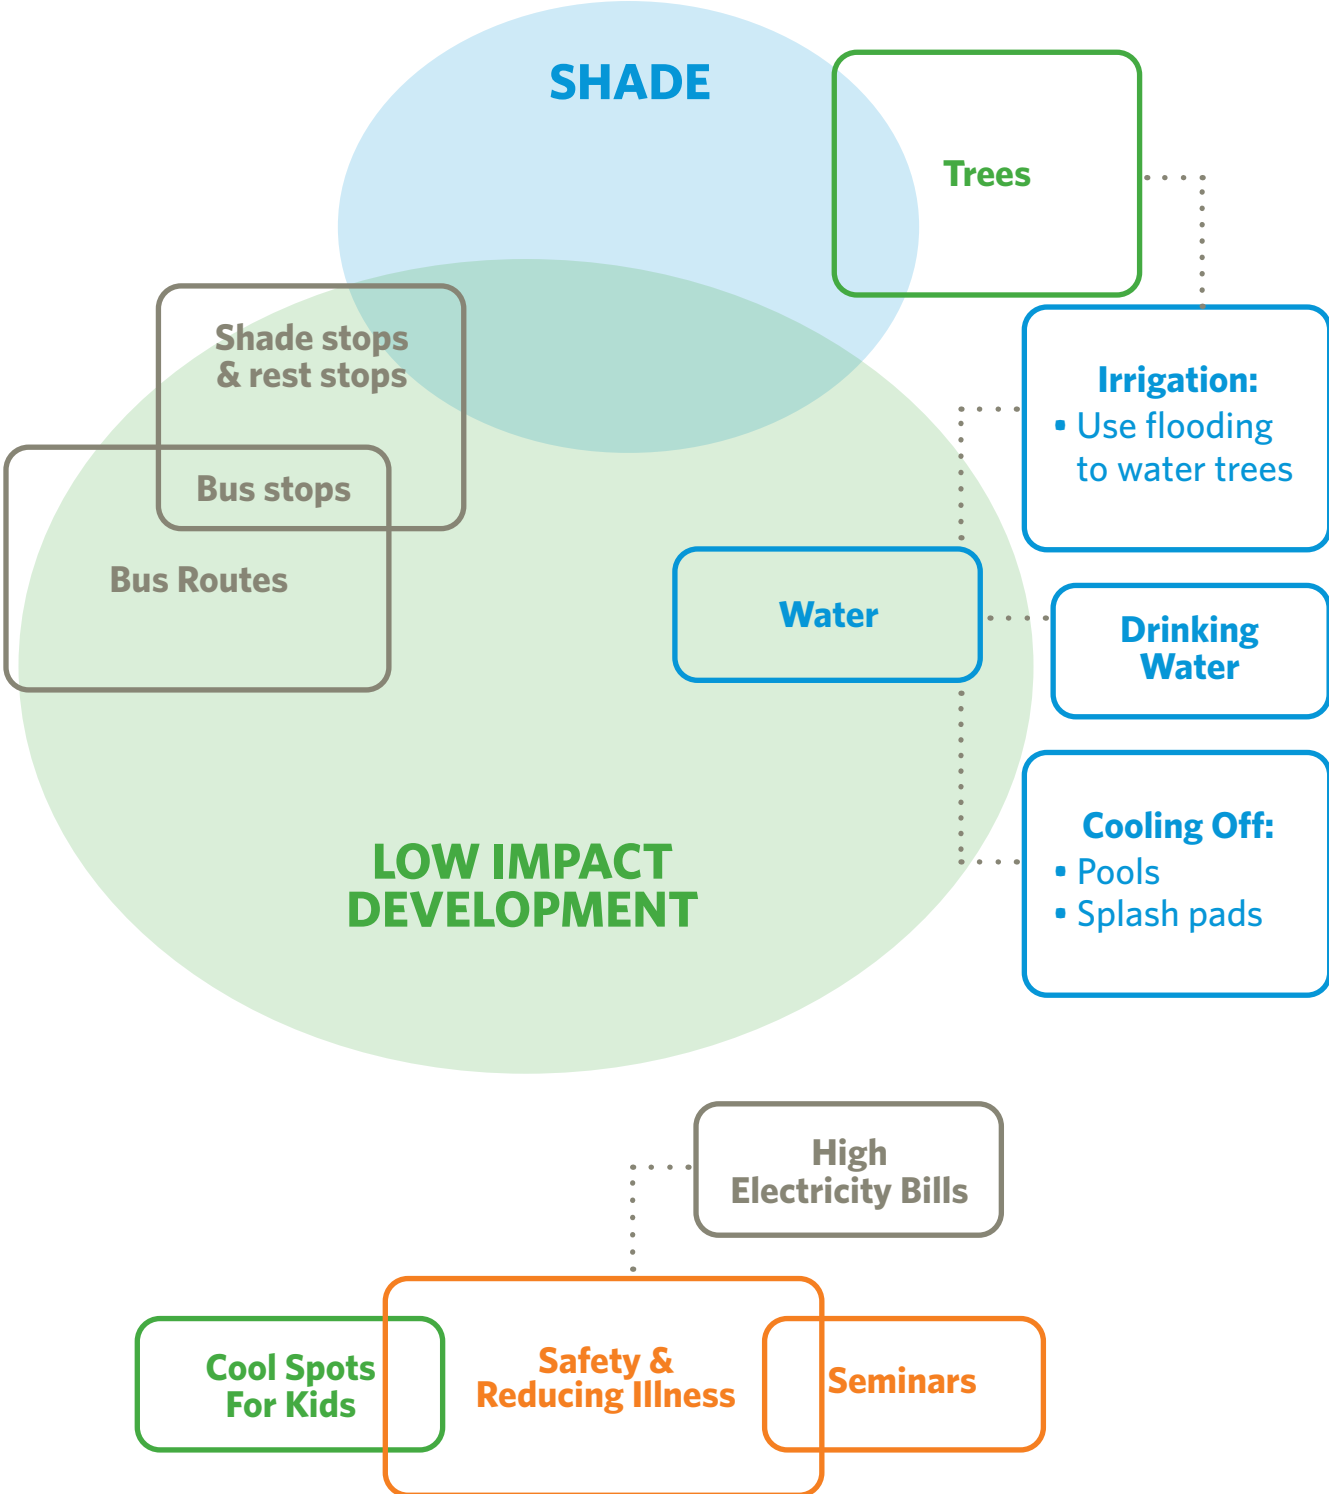 SHADE
Trees
Shade stops
& rest stops
Bus stops
Bus Routes
Irrigation:
▪ Use flooding
to water trees
Water
Drinking
Water
Cooling Off:
▪ Pools
▪ Splash pads
LOW IMPACT
DEVELOPMENT
High
Electricity Bills
Cool Spots
For Kids
Safety &
Reducing Illness
Seminars